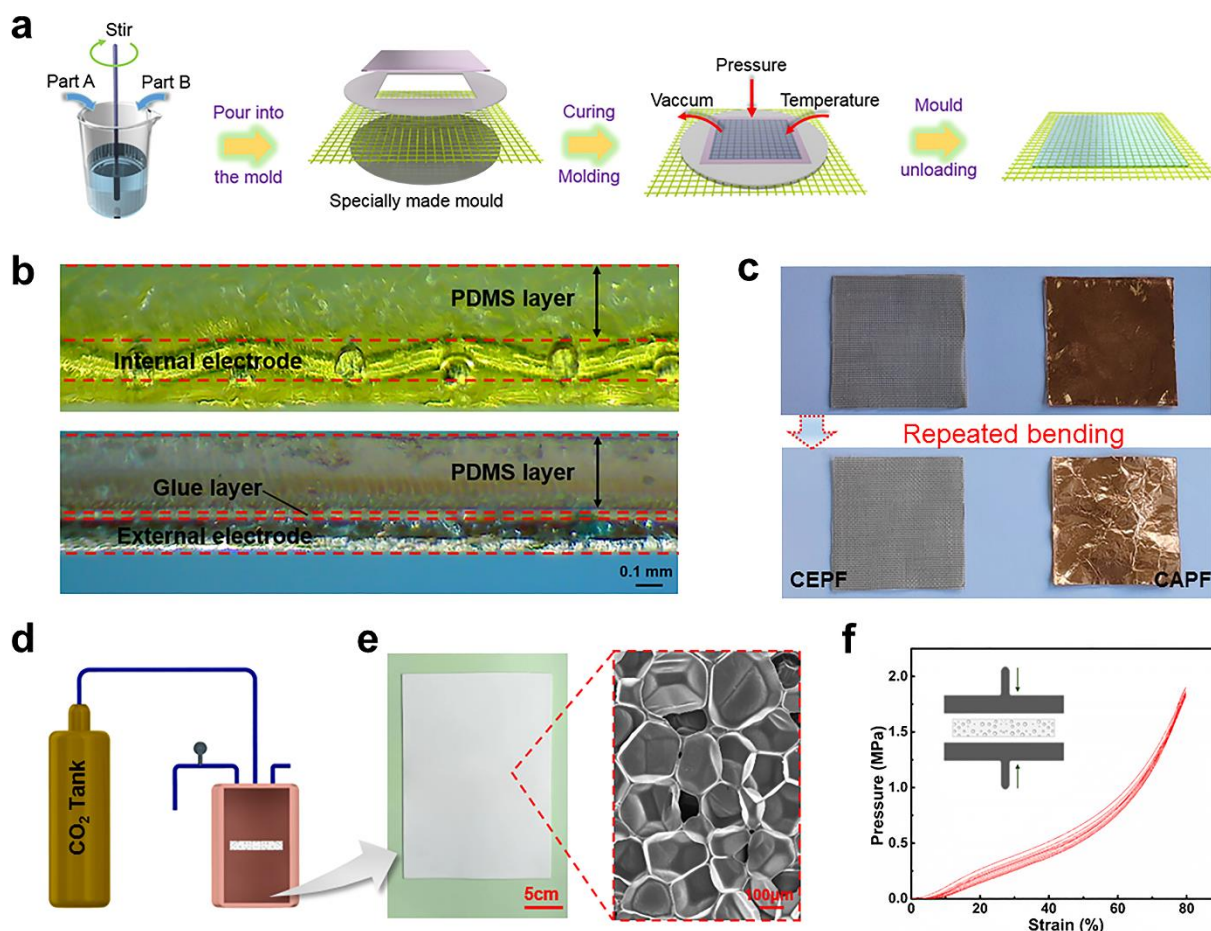 a
Stir
Part A
Part B
Pour into
the mold
Specially made mould
Curing
Molding
Pressure
Vaccum
Temperature
Mould
unloading
b
PDMS layer
Internal electrode
PDMS layer
Glue layer
External electrode
0.1 mm
c
Repeated bending
CEPF
CAPF
d
CO₂ Tank
e
5cm
100μm
f
Pressure (MPa)
2.0
1.5
1.0
0.5
0.0
0
20
40
60
80
Strain (%)